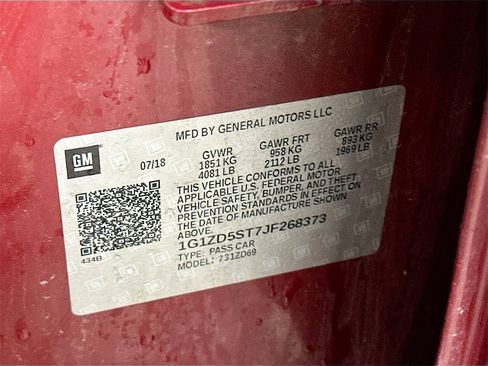 MFD BY GENERAL MOTORS LLC
GM
07/18
GVWR GAWR FRT GAWR RR
1851 KG 958 KG 893 KG
4081 LB 2112 LB 1969 LB
THIS VEHICLE CONFORMS TO ALL
APPLICABLE U.S. FEDERAL MOTOR
VEHICLE SAFETY, BUMPER, AND THEFT
PREVENTION STANDARDS IN EFFECT ON
THE DATE OF MANUFACTURE SHOWN
ABOVE.
1G1ZD5ST7JF268373
TYPE: PASS CAR
MODEL: 731ZD69
434B